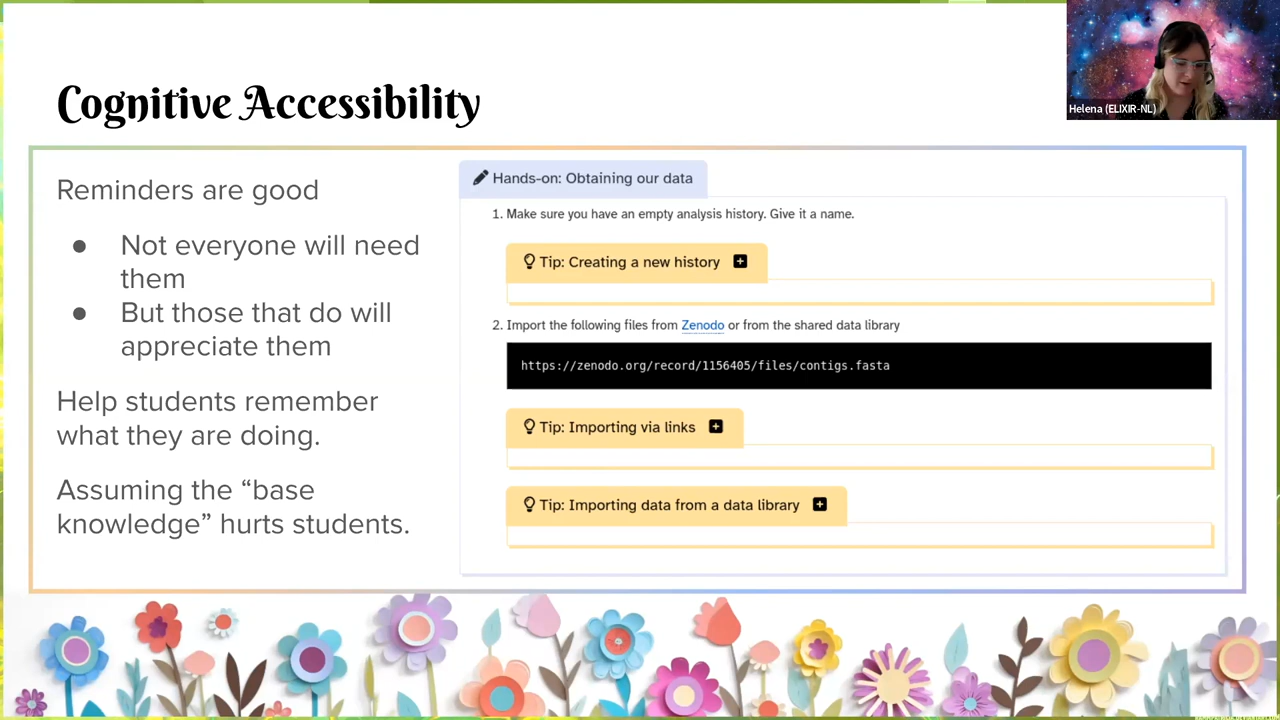 Helena (ELIXIR-NL)
Cognitive Accessibility
Reminders are good
● Not everyone will need
them
● But those that do will
appreciate them
Help students remember
what they are doing.
Assuming the “base
knowledge” hurts students.
Hands-on: Obtaining our data
1. Make sure you have an empty analysis history. Give it a name.
Tip: Creating a new history
2. Import the following files from Zenodo or from the shared data library
https://zenodo.org/record/1156405/files/contigs.fasta
Tip: Importing via links
Tip: Importing data from a data library